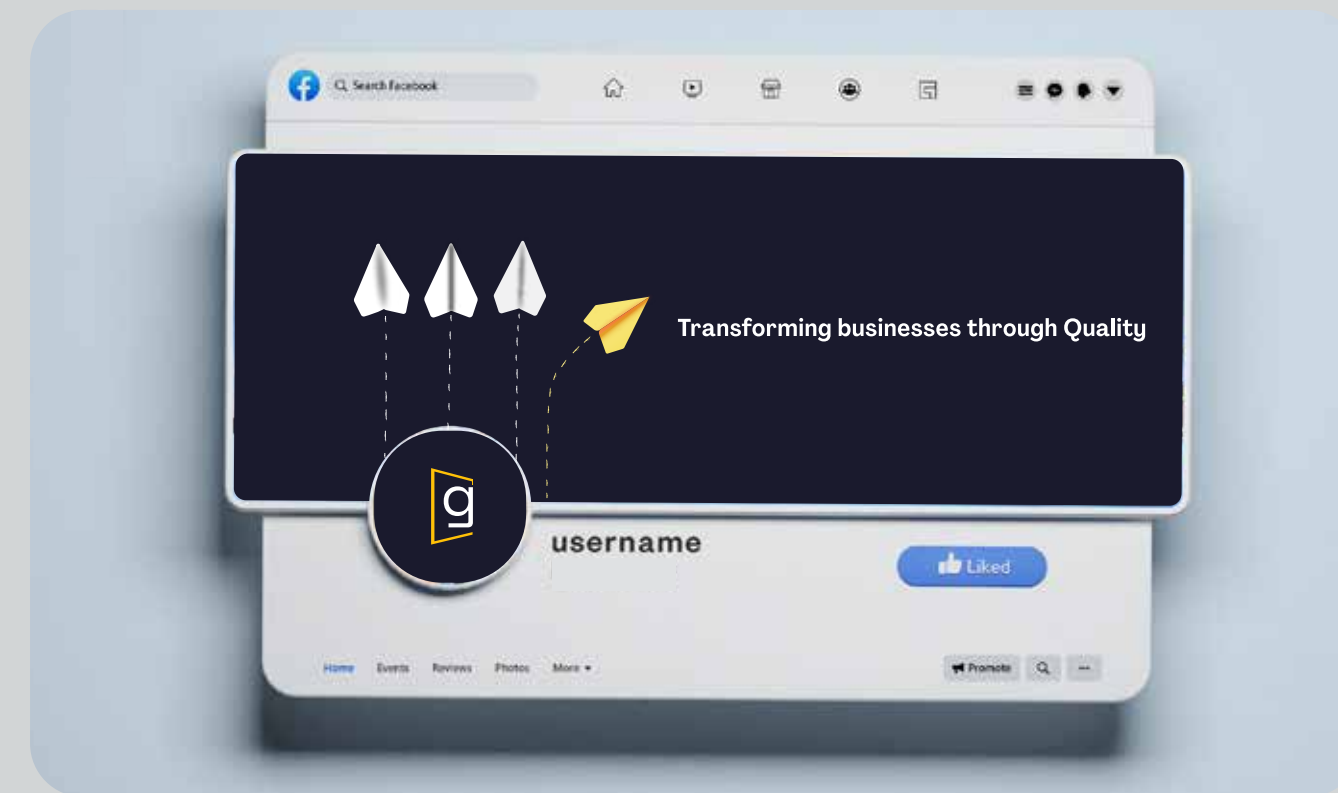 Search Facebook
Transforming businesses through Quality
g
username
Liked
Home Events Reviews Photos More
Promote